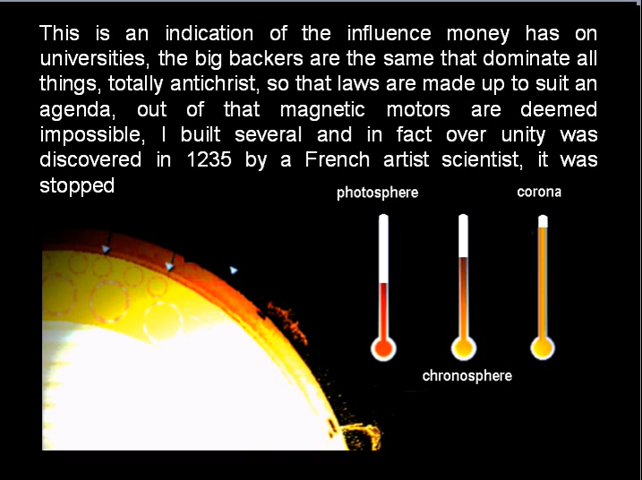 This is an indication of the influence money has on
universities, the big backers are the same that dominate all
things, totally antichrist, so that laws are made up to suit an
agenda, out of that magnetic motors are deemed
impossible, I built several and in fact over unity was
discovered in 1235 by a French artist scientist, it was
stopped
photosphere
corona
chronosphere